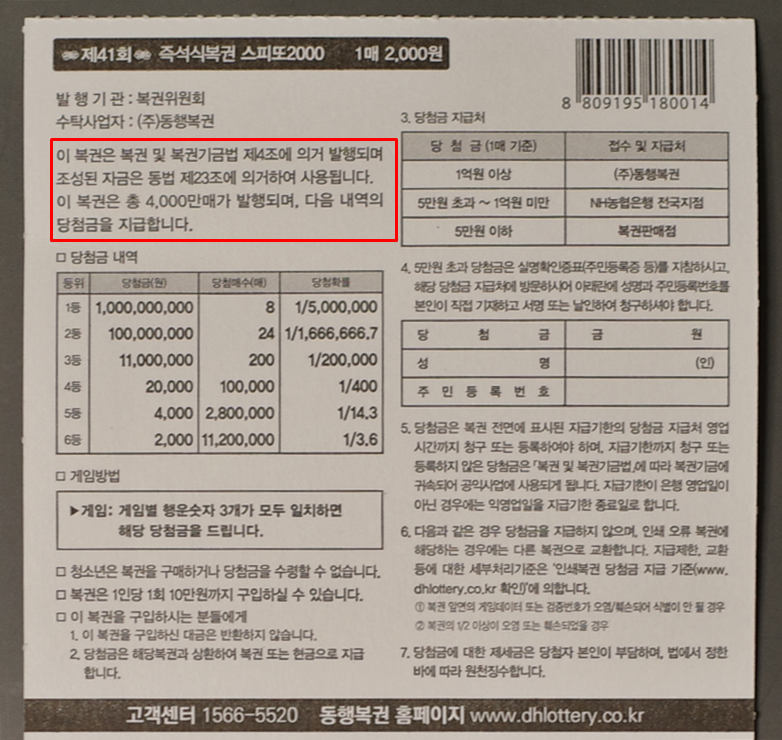 제41회 즉석식복권 스피또2000 1매 2,000원
발 행 기 관 : 복권위원회
수탁사업자 : (주)동행복권
이 복권은 복권 및 복권기금법 제4조에 의거 발행되며
조성된 자금은 동법 제23조에 의거하여 사용됩니다.
이 복권은 총 4,000만매가 발행되며, 다음 내역의
당첨금을 지급합니다.
□ 당첨금 내역
등위 당첨금(원) 당첨매수(매) 당첨확률
1등 1,000,000,000 8 1/5,000,000
2등 100,000,000 24 1/1,666,666.7
3등 11,000,000 200 1/200,000
4등 20,000 100,000 1/400
5등 4,000 2,800,000 1/14.3
6등 2,000 11,200,000 1/3.6
□ 게임방법
▶게임: 게임별 행운숫자 3개가 모두 일치하면
해당 당첨금을 드립니다.
□ 청소년은 복권을 구매하거나 당첨금을 수령할 수 없습니다.
□ 복권은 1인당 1회 10만원까지 구입하실 수 있습니다.
□ 이 복권을 구입하시는 분들에게
1. 이 복권을 구입하신 대금은 반환하지 않습니다.
2. 당첨금은 해당복권과 상환하여 복권 또는 현금으로 지급
합니다.
8 809195 180014
3. 당첨금 지급처
당 첨 금 (1매 기준) 접수 및 지급처
1억원 이상 (주)동행복권
5만원 초과 ~ 1억원 미만 NH농협은행 전국지점
5만원 이하 복권판매점
4. 5만원 초과 당첨금은 실명확인증표(주민등록증 등)를 지참하시고,
해당 당첨금 지급처에 방문하시어 아래란에 성명과 주민등록번호를
본인이 직접 기재하고 서명 또는 날인하여 청구하셔야 합니다.
당 첨 금 금 원
성 명 (인)
주 민 등 록 번 호
5. 당첨금은 복권 전면에 표시된 지급기한의 당첨금 지급처 영업
시간까지 청구 또는 등록하여야 하며, 지급기한까지 청구 또는
등록하지 않은 당첨금은 「복권 및 복권기금법」에 따라 복권기금에
귀속되어 공익사업에 사용되게 됩니다. 지급기한이 은행 영업일이
아닌 경우에는 익영업일을 지급기한 종료일로 합니다.
6. 다음과 같은 경우 당첨금을 지급하지 않으며, 인쇄 오류 복권에
해당하는 경우에는 다른 복권으로 교환합니다. 지급제한, 교환
등에 대한 세부처리기준은 '인쇄복권 당첨금 지급 기준(www.
dhlottery.co.kr 확인)'에 의합니다.
① 복권 앞면의 게임데이터 또는 검증번호가 오염/훼손되어 식별이 안 될 경우
② 복권의 1/2 이상이 오염 또는 훼손되었을 경우
7. 당첨금에 대한 제세금은 당첨자 본인이 부담하며, 법에서 정한
바에 따라 원천징수합니다.
고객센터 1566-5520 동행복권 홈페이지 www.dhlottery.co.kr